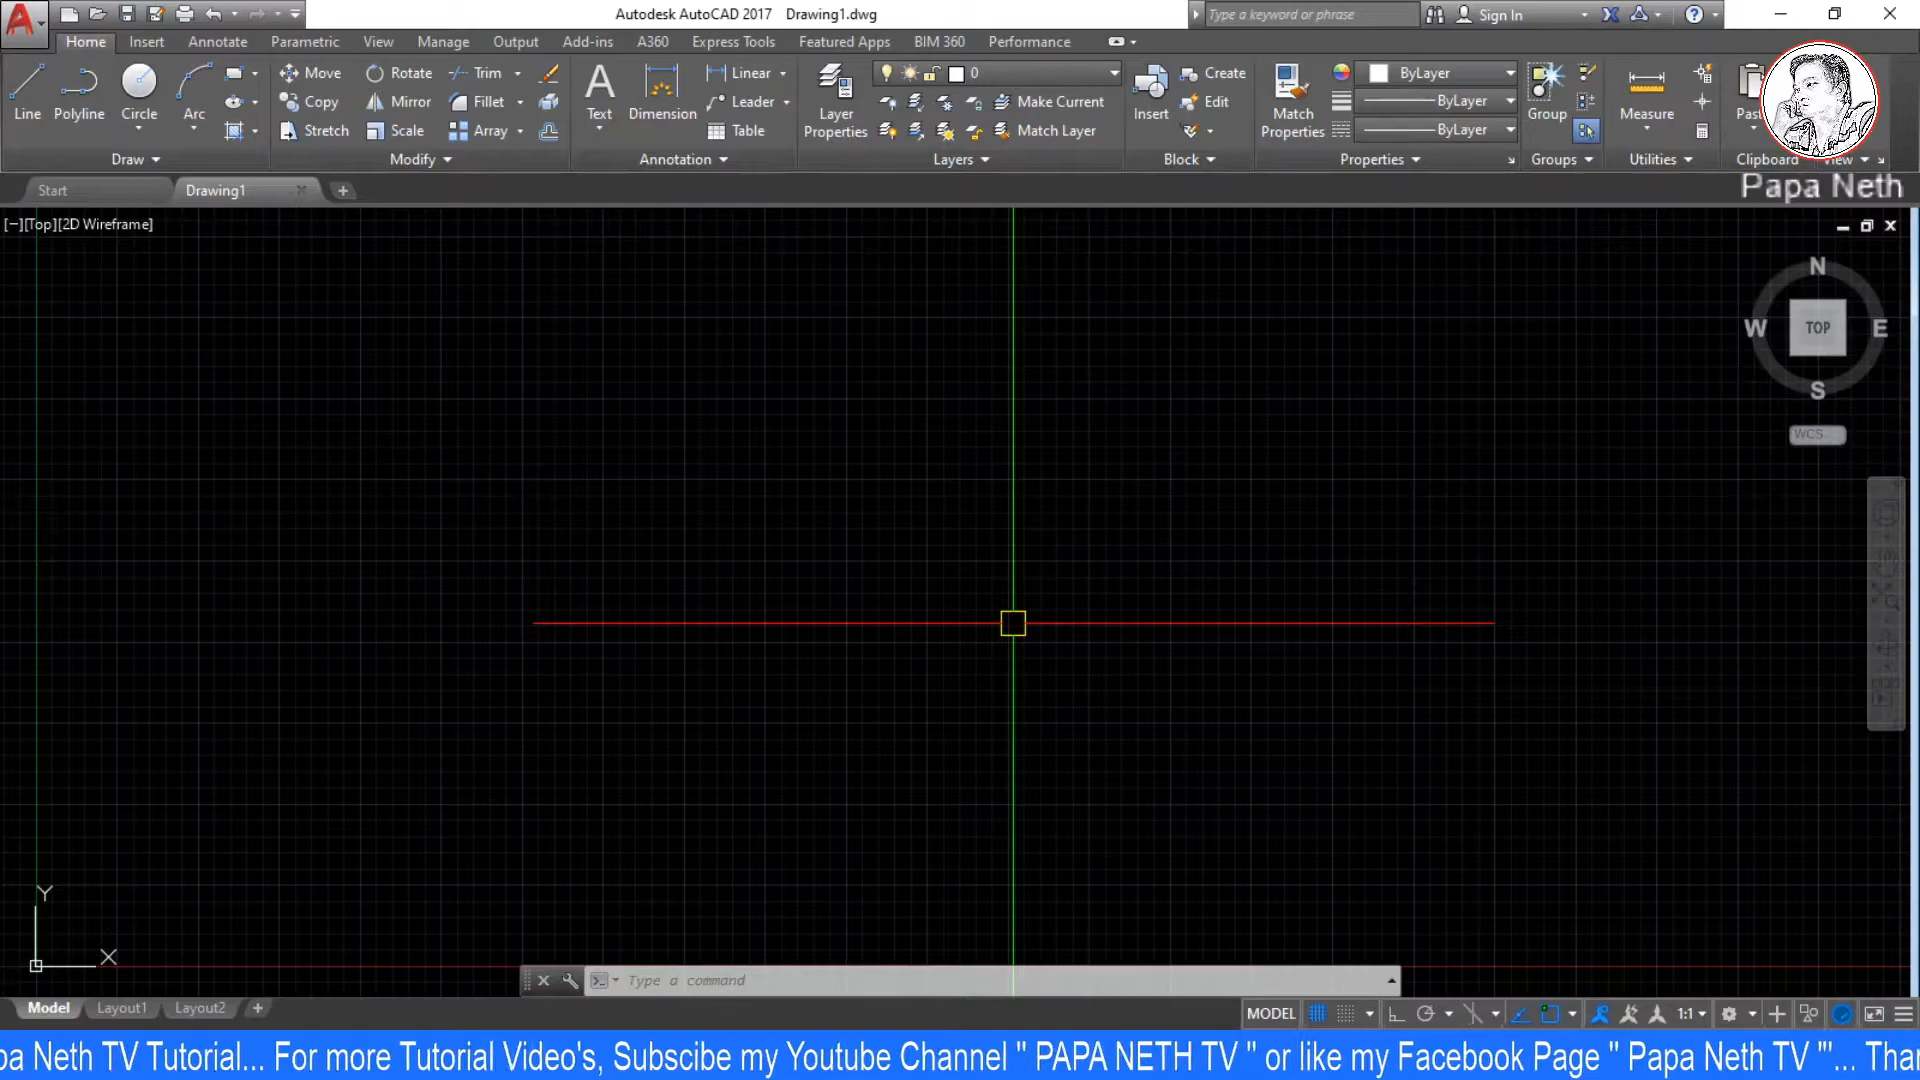 Autodesk AutoCAD 2017 Drawing1.dwg
Type a keyword or phrase
Sign In
Home Insert Annotate Parametric View Manage Output Add-ins A360 Express Tools Featured Apps BIM 360 Performance
Line Polyline Circle Arc
Move Rotate Trim
Copy Mirror Fillet
Stretch Scale Array
Text Dimension
Linear
Leader
Table
Layer Properties
0
Make Current
Match Layer
Insert
Create
Edit
Match Properties
ByLayer
ByLayer
ByLayer
Group
Measure
Draw Modify Annotation Layers Block Properties Groups Utilities Clipboard View
Start Drawing1
Papa Neth
[−][Top][2D Wireframe]
N
W TOP E
S
WCS
Y
X
Type a command
Model Layout1 Layout2
MODEL 1:1
pa Neth TV Tutorial... For more Tutorial Video's, Subscibe my Youtube Channel " PAPA NETH TV " or like my Facebook Page " Papa Neth TV "'... Than